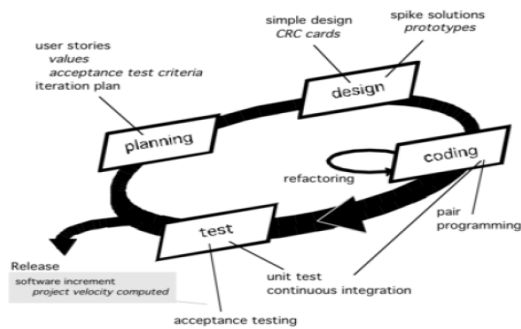 simple design
CRC cards
spike solutions
prototypes
user stories
values
acceptance test criteria
iteration plan
design
planning
coding
refactoring
pair
programming
test
Release
software increment
project velocity computed
unit test
continuous integration
acceptance testing